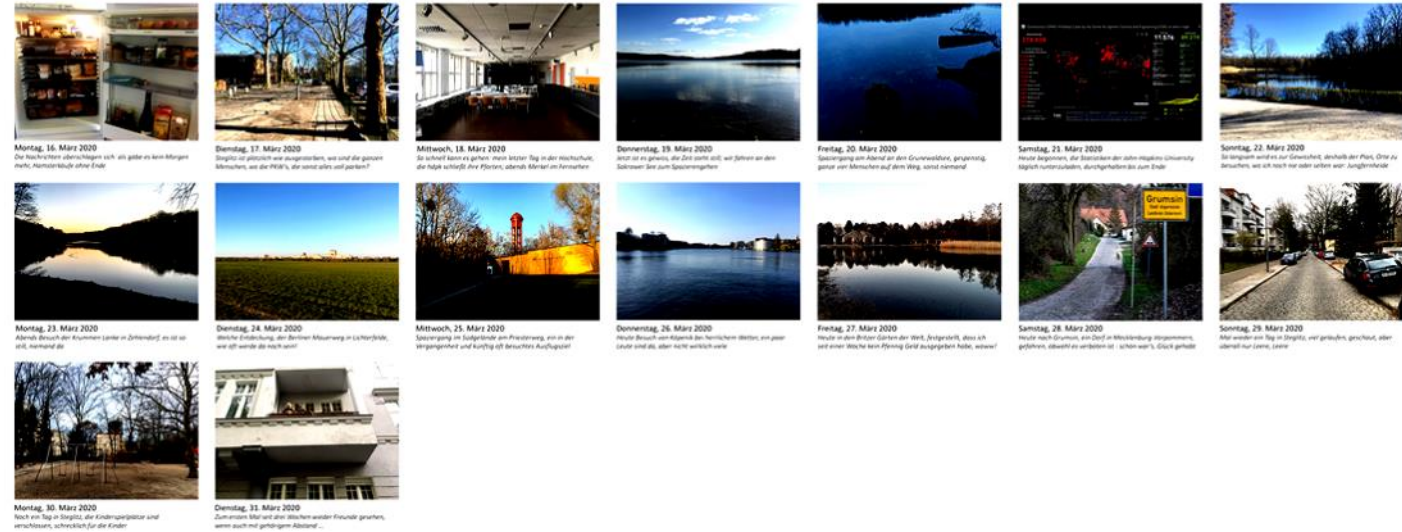 Montag, 16. März 2020
Die Nachrichten überschlagen sich als gäbe es kein Morgen
mehr, Hamsterkäufe ohne Ende
Dienstag, 17. März 2020
Steglitz ist plötzlich wie ausgestorben, wo sind die ganzen
Menschen, wo die PKW's, die sonst alles voll parken?
Mittwoch, 18. März 2020
So schnell kann es gehen: mein letzter Tag in der Hochschule,
die schließt ihre Pforten, abends Merkel im Fernsehen
Donnerstag, 19. März 2020
Jetzt ist es gewiss, die Zeit steht still, wir fahren an den
Sakrower See zum Spazierengehen
Freitag, 20. März 2020
Spaziergang am Abend an den Grunewaldsee, gespenstig,
ganze vier Menschen auf dem Weg, sonst niemand
Samstag, 21. März 2020
Heute begonnen, die Statistiken der John-Hopkins-University
täglich runterzuladen, durchgehalten bis zum Ende
Sonntag, 22. März 2020
So langsam wird es zur Gewissheit, deshalb der Plan, Orte zu
besuchen, wo ich noch nie oder selten war: Jungfernheide
Grumsin
Montag, 23. März 2020
Abends Besuch der Krummen Lanke in Zehlendorf, es ist so
still, niemand da
Dienstag, 24. März 2020
Welche Entdeckung, der Berliner Mauerweg in Lichterfelde,
wie oft werde da noch sein!
Mittwoch, 25. März 2020
Spaziergang im Südgelände am Priesterweg, ein in der
Vergangenheit und künftig oft besuchtes Ausflugsziel
Donnerstag, 26. März 2020
Heute Besuch von Köpenik bei herrlichem Wetter, ein paar
Leute sind da, aber nicht wirklich viele
Freitag, 27. März 2020
Heute in den Britzer Gärten der Welt, festgestellt, dass ich
seit einer Woche kein Pfennig Geld ausgegeben habe, woww!
Samstag, 28. März 2020
Heute nach Grumsin, ein Dorf in Mecklenburg-Vorpommern,
gefahren, obwohl es verboten ist - schön war's, Glück gehabt
Sonntag, 29. März 2020
Mal wieder ein Tag in Steglitz, viel gelaufen, geschaut, aber
überall nur Leere, Leere
Montag, 30. März 2020
Noch ein Tag in Steglitz, die Kinderspielplätze sind
verschlossen, schrecklich für die Kinder
Dienstag, 31. März 2020
Zum ersten Mal seit drei Wochen wieder Freunde gesehen,
wenn auch mit gehörigem Abstand ...